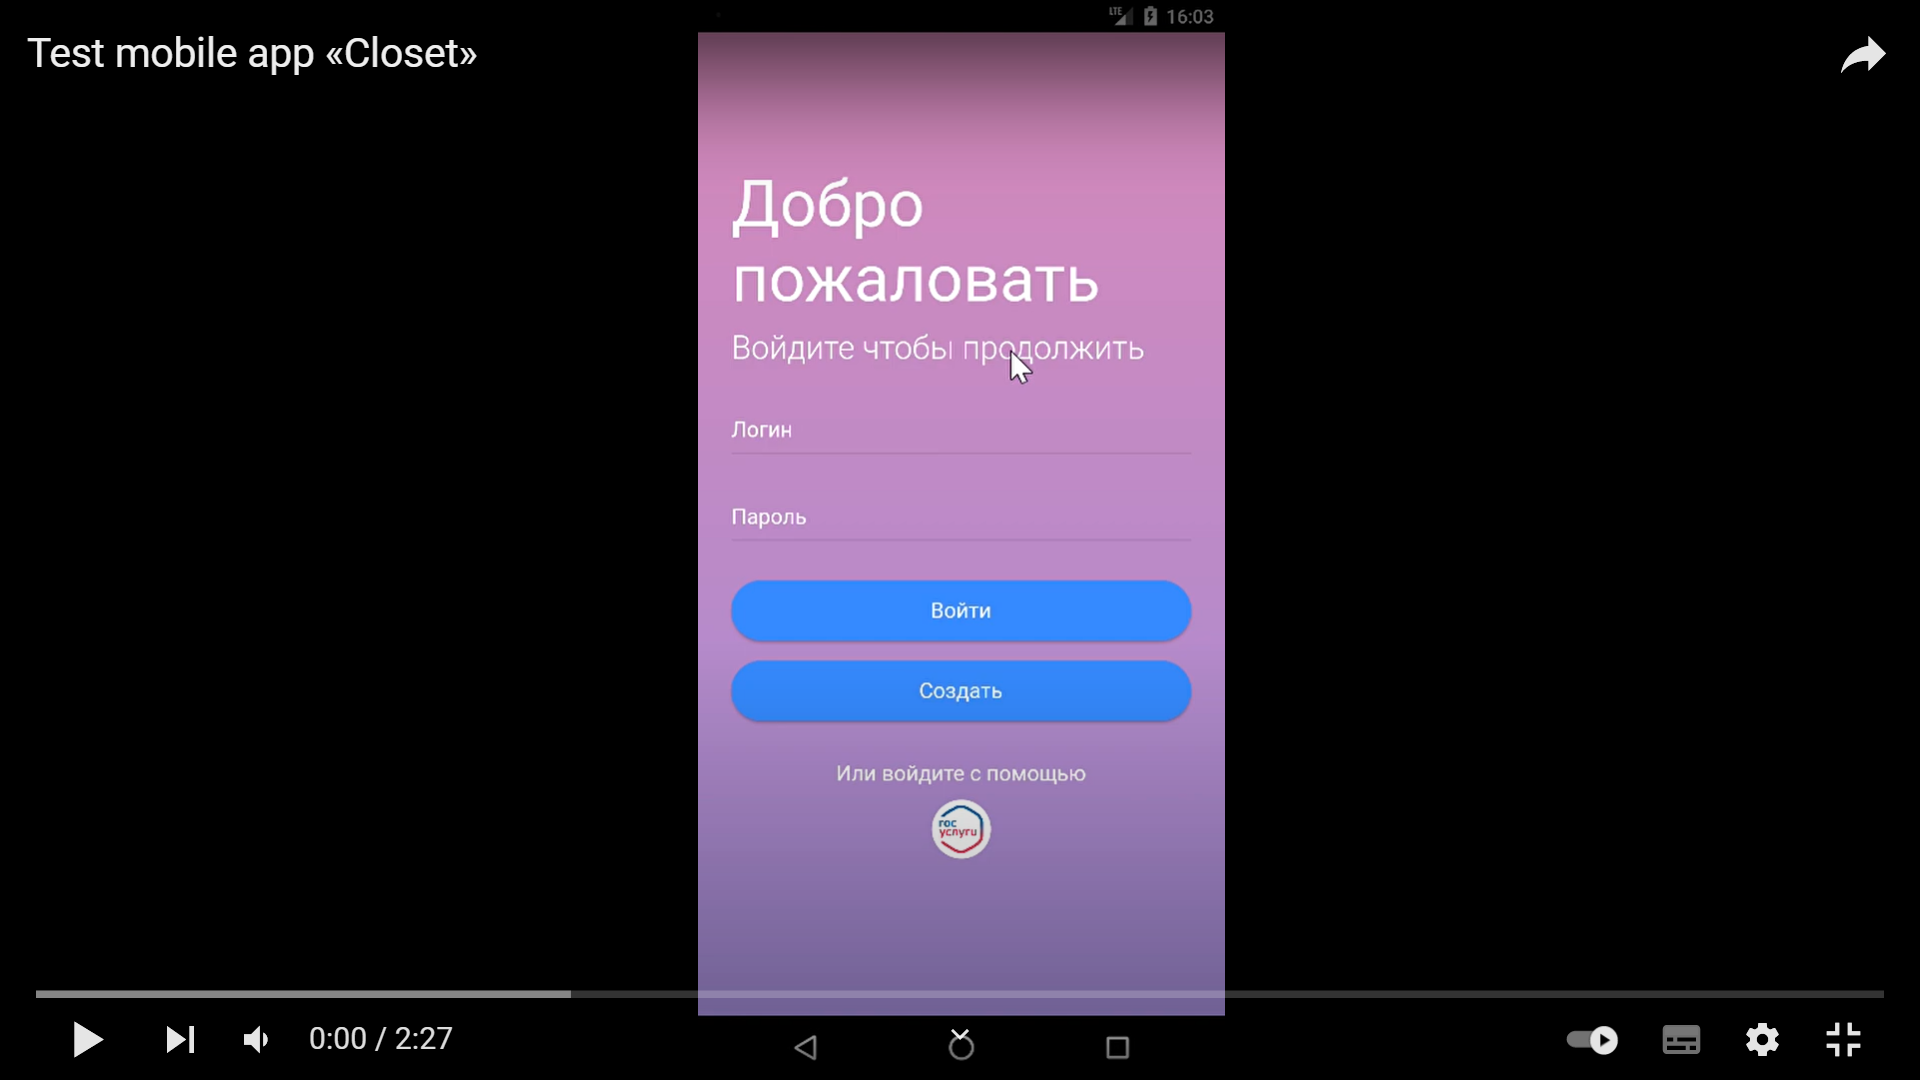 LTE 16:03
Test mobile app «Closet»
Добро
пожаловать
Войдите чтобы продолжить
Логин
Пароль
Войти
Создать
Или войдите с помощью
гос
услуги
0:00 / 2:27